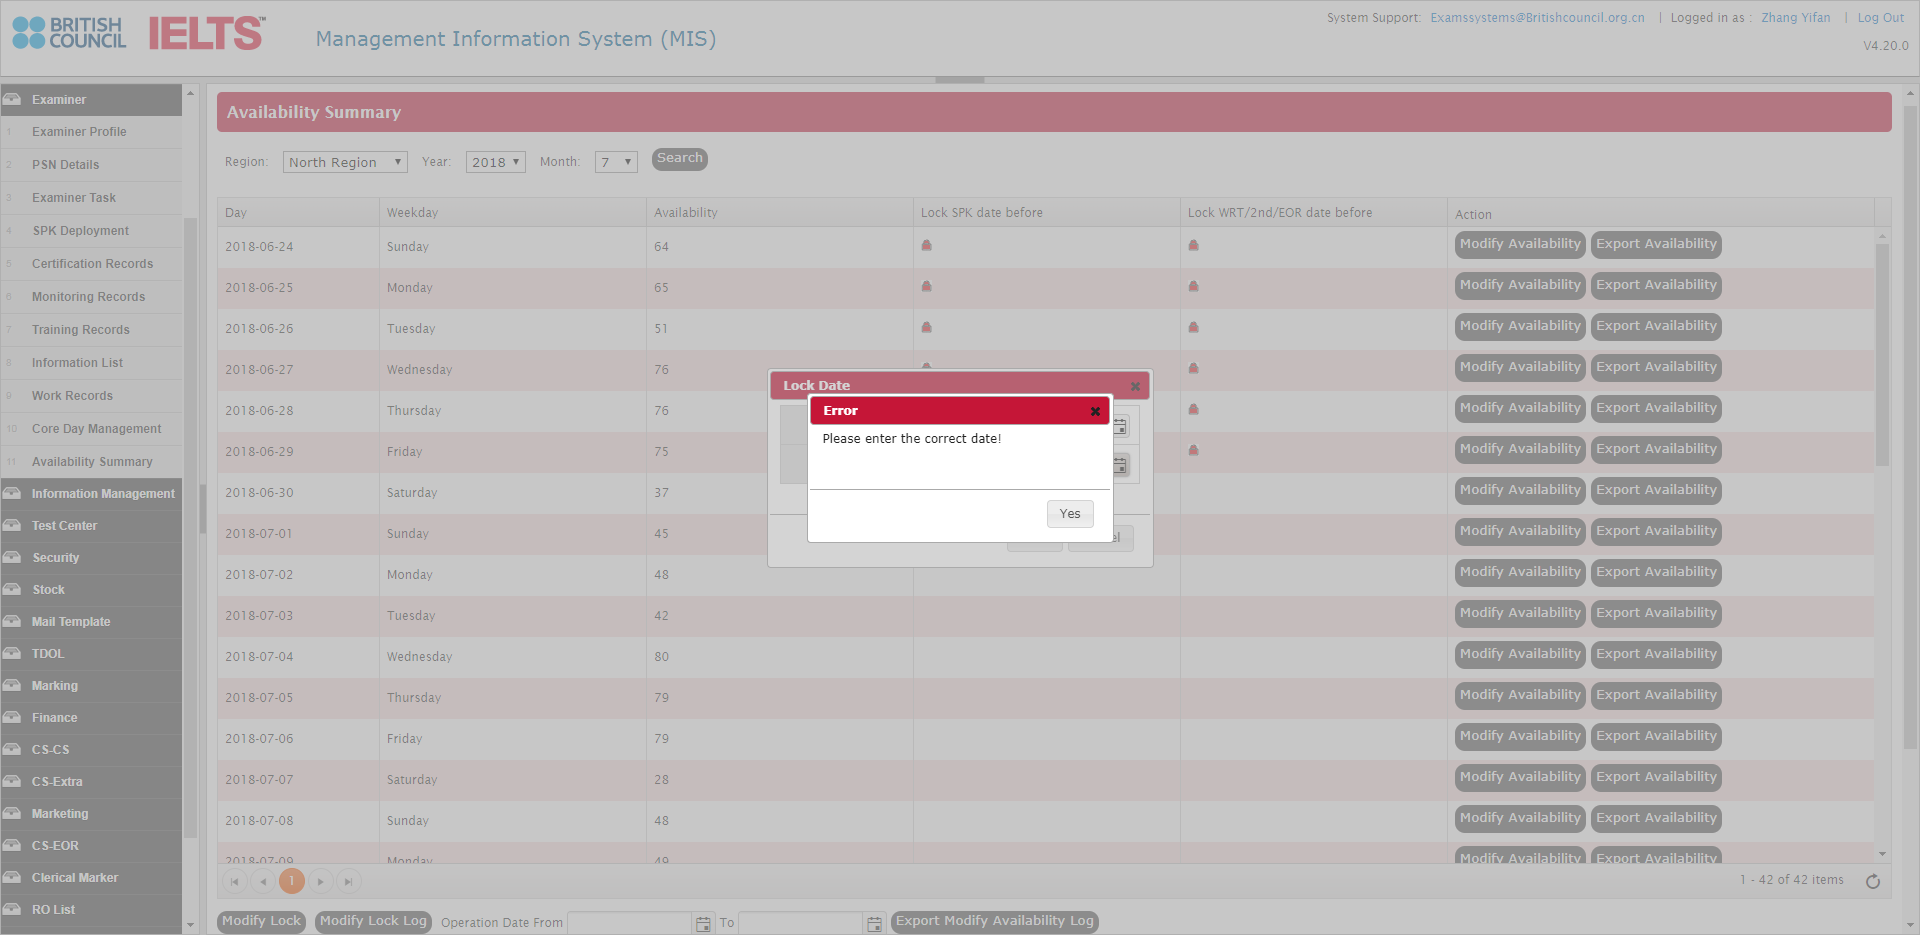 BRITISH COUNCIL IELTS™ Management Information System (MIS)
System Support: Examssystems@Britishcouncil.org.cn | Logged in as : Zhang Yifan | Log Out
V4.20.0
Examiner
1 Examiner Profile
2 PSN Details
3 Examiner Task
4 SPK Deployment
5 Certification Records
6 Monitoring Records
7 Training Records
8 Information List
9 Work Records
10 Core Day Management
11 Availability Summary
Information Management
Test Center
Security
Stock
Mail Template
TDOL
Marking
Finance
CS-CS
CS-Extra
Marketing
CS-EOR
Clerical Marker
RO List
Availability Summary
Region: North Region Year: 2018 Month: 7 Search
Day Weekday Availability Lock SPK date before Lock WRT/2nd/EOR date before Action
2018-06-24 Sunday 64 Modify Availability Export Availability
2018-06-25 Monday 65 Modify Availability Export Availability
2018-06-26 Tuesday 51 Modify Availability Export Availability
2018-06-27 Wednesday 76 Modify Availability Export Availability
2018-06-28 Thursday 76 Modify Availability Export Availability
2018-06-29 Friday 75 Modify Availability Export Availability
2018-06-30 Saturday 37 Modify Availability Export Availability
2018-07-01 Sunday 45 Modify Availability Export Availability
2018-07-02 Monday 48 Modify Availability Export Availability
2018-07-03 Tuesday 42 Modify Availability Export Availability
2018-07-04 Wednesday 80 Modify Availability Export Availability
2018-07-05 Thursday 79 Modify Availability Export Availability
2018-07-06 Friday 79 Modify Availability Export Availability
2018-07-07 Saturday 28 Modify Availability Export Availability
2018-07-08 Sunday 48 Modify Availability Export Availability
2018-07-09 Monday 49 Modify Availability Export Availability
Lock Date
Error
Please enter the correct date!
Yes
1
1 - 42 of 42 items
Modify Lock Modify Lock Log Operation Date From To Export Modify Availability Log